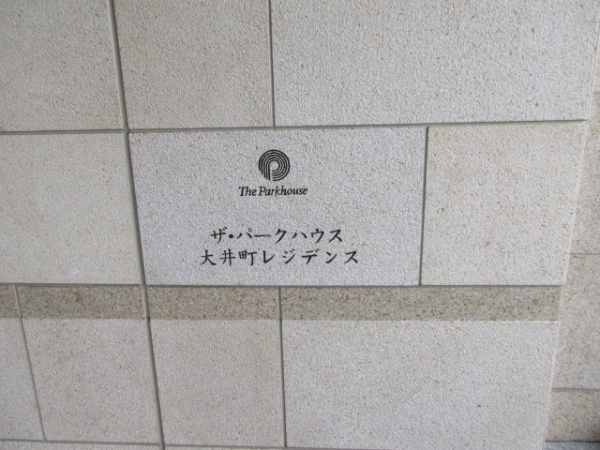 The Parkhouse
ザ・パークハウス
大井町レジデンス